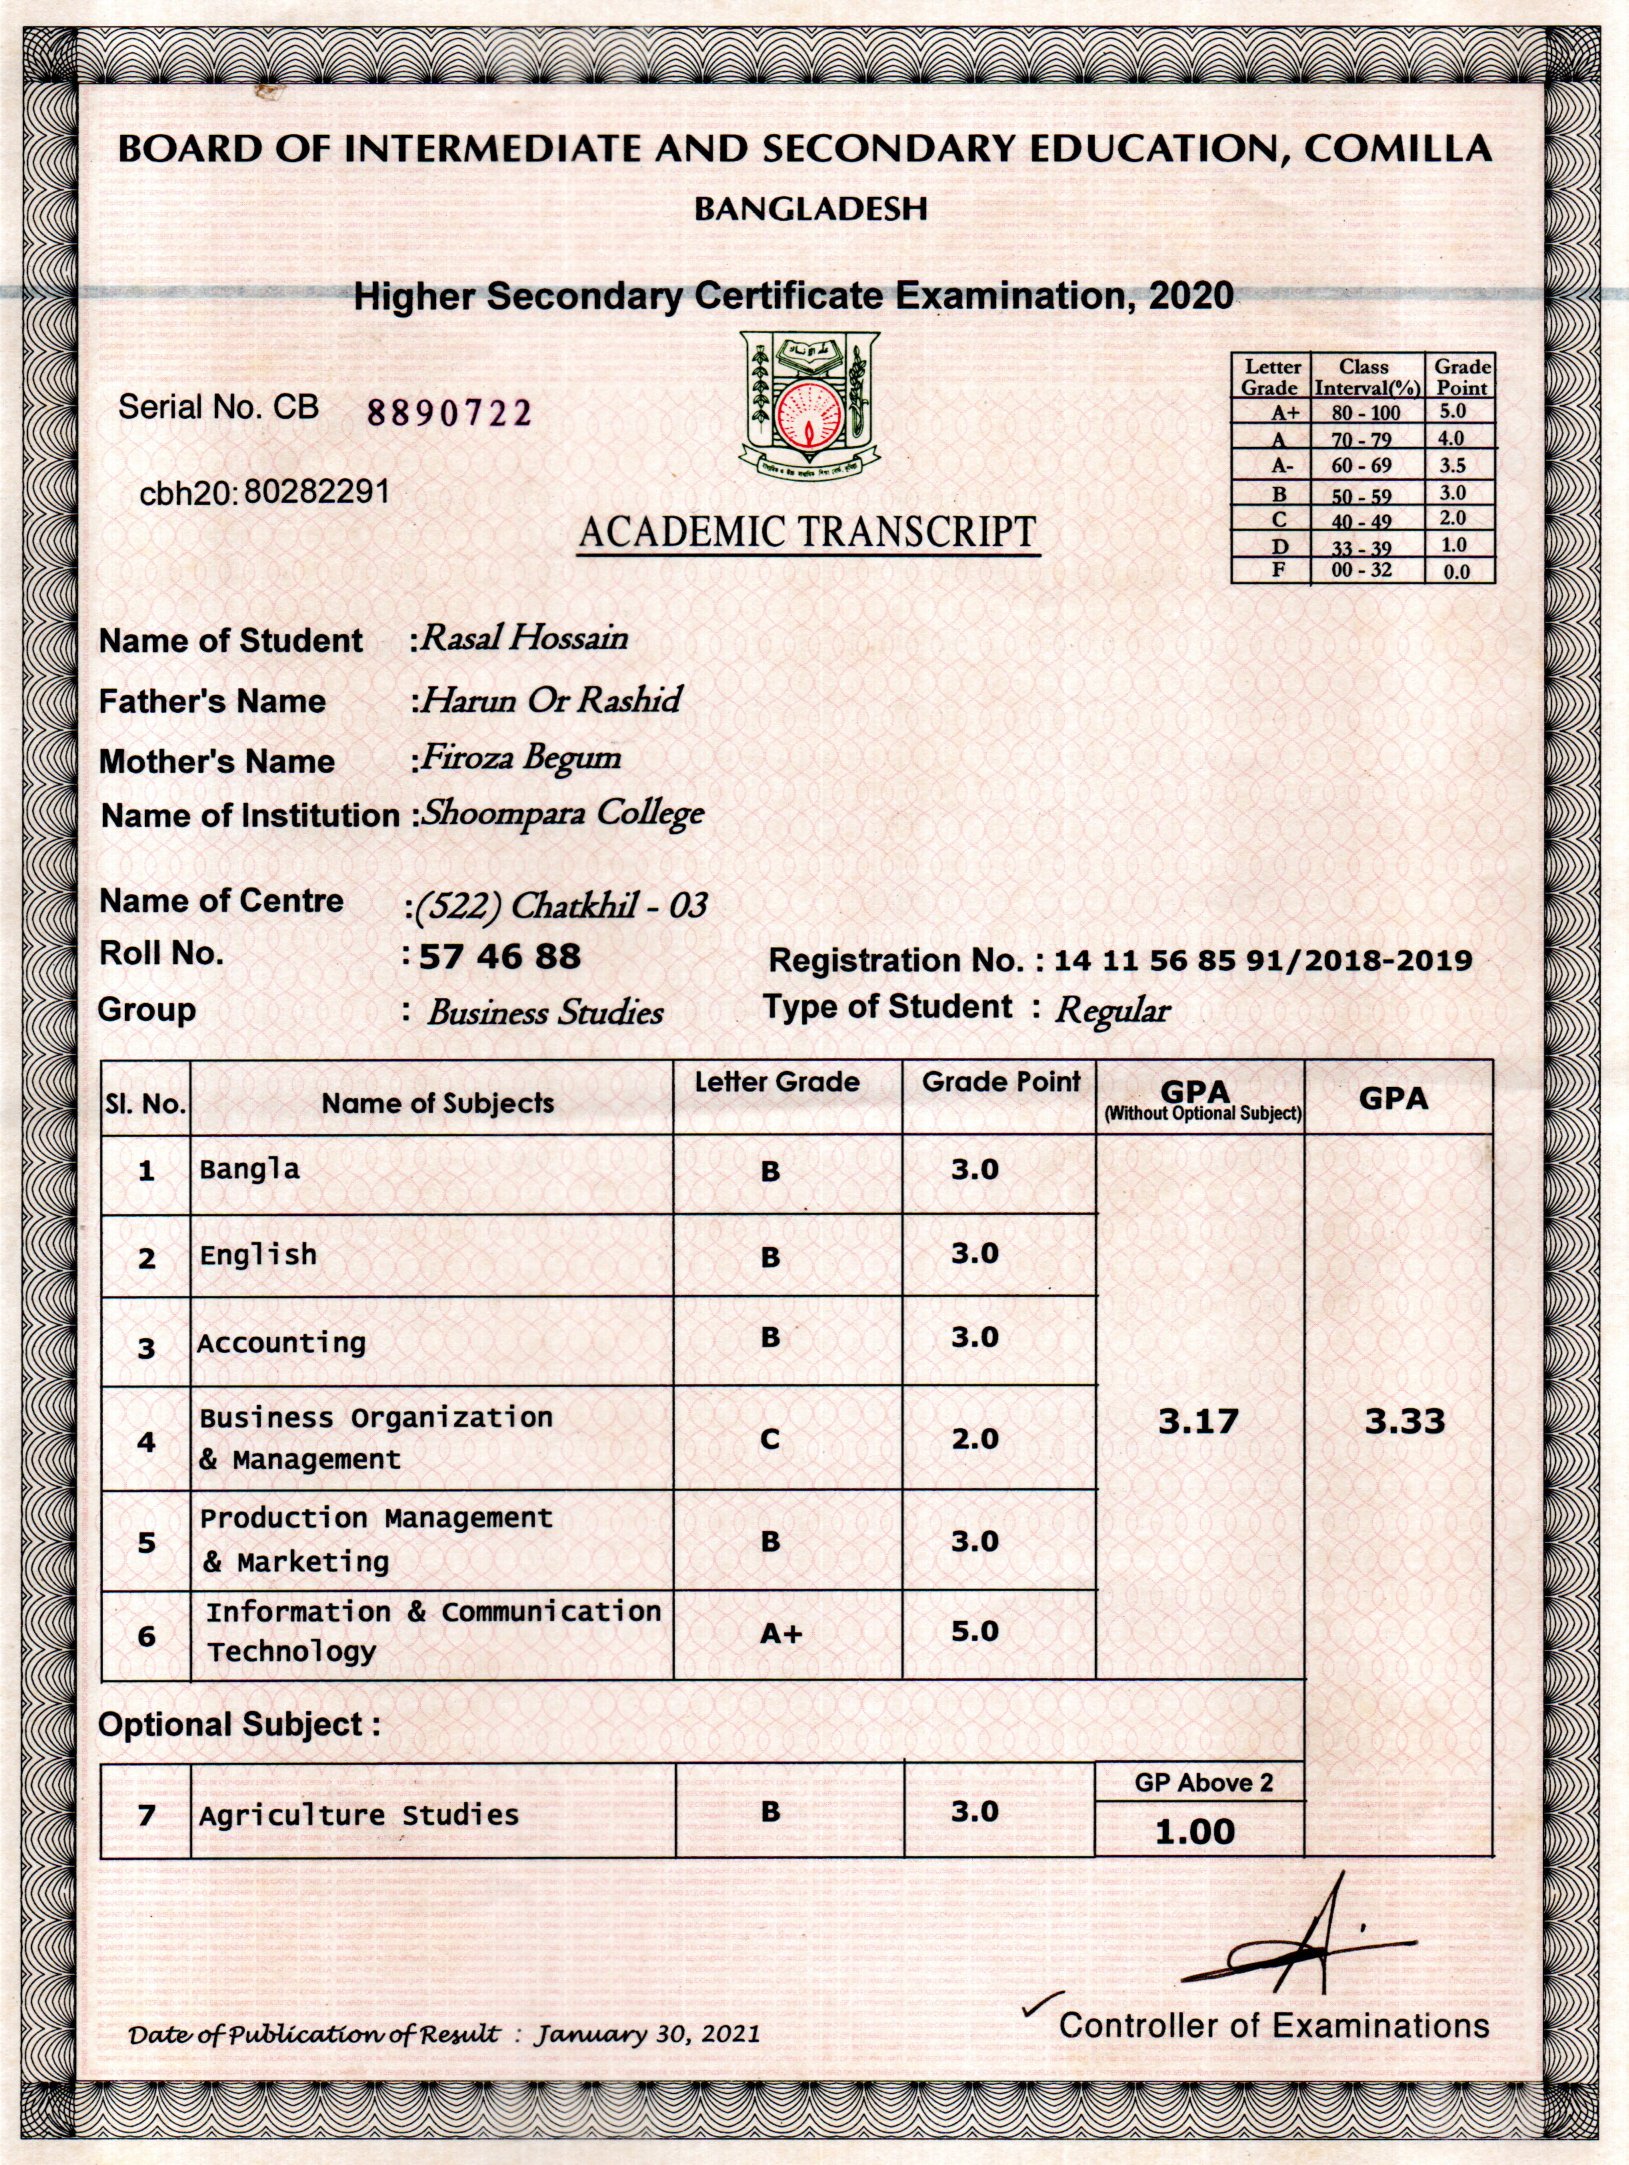 BOARD OF INTERMEDIATE AND SECONDARY EDUCATION, COMILLA
BANGLADESH
Higher Secondary Certificate Examination, 2020
Serial No. CB 8890722
cbh20: 80282291
ACADEMIC TRANSCRIPT
Letter Grade Class Interval(%) Grade Point
A+ 80 - 100 5.0
A 70 - 79 4.0
A- 60 - 69 3.5
B 50 - 59 3.0
C 40 - 49 2.0
D 33 - 39 1.0
F 00 - 32 0.0
Name of Student :Rasal Hossain
Father's Name :Harun Or Rashid
Mother's Name :Firoza Begum
Name of Institution :Shoompara College
Name of Centre :(522) Chatkhil - 03
Roll No. : 57 46 88 Registration No. : 14 11 56 85 91/2018-2019
Group : Business Studies Type of Student : Regular
Sl. No. Name of Subjects Letter Grade Grade Point GPA (Without Optional Subject) GPA
1 Bangla B 3.0
2 English B 3.0
3 Accounting B 3.0
4 Business Organization
& Management C 2.0 3.17 3.33
5 Production Management
& Marketing B 3.0
6 Information & Communication
Technology A+ 5.0
Optional Subject :
GP Above 2
7 Agriculture Studies B 3.0 1.00
Controller of Examinations
Date of Publication of Result : January 30, 2021